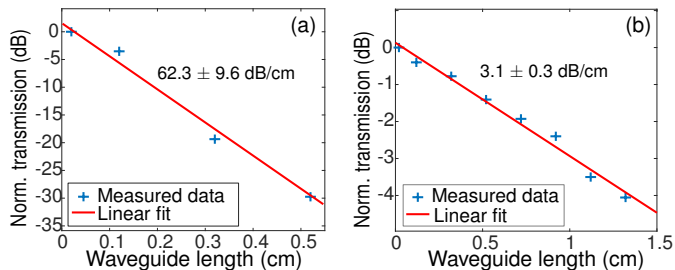 (a)
Norm. transmission (dB)
0
-5
-10
-15
-20
-25
-30
-35
62.3 ± 9.6 dB/cm
Measured data
Linear fit
0
0.1
0.2
0.3
0.4
0.5
Waveguide length (cm)
(b)
Norm. transmission (dB)
0
-1
-2
-3
-4
3.1 ± 0.3 dB/cm
Measured data
Linear fit
0
0.5
1
1.5
Waveguide length (cm)